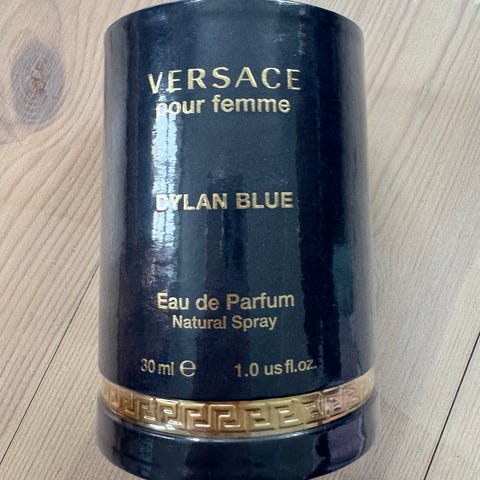 VERSACE
pour femme
DYLAN BLUE
Eau de Parfum
Natural Spray
30 ml e 1.0 us fl.oz.